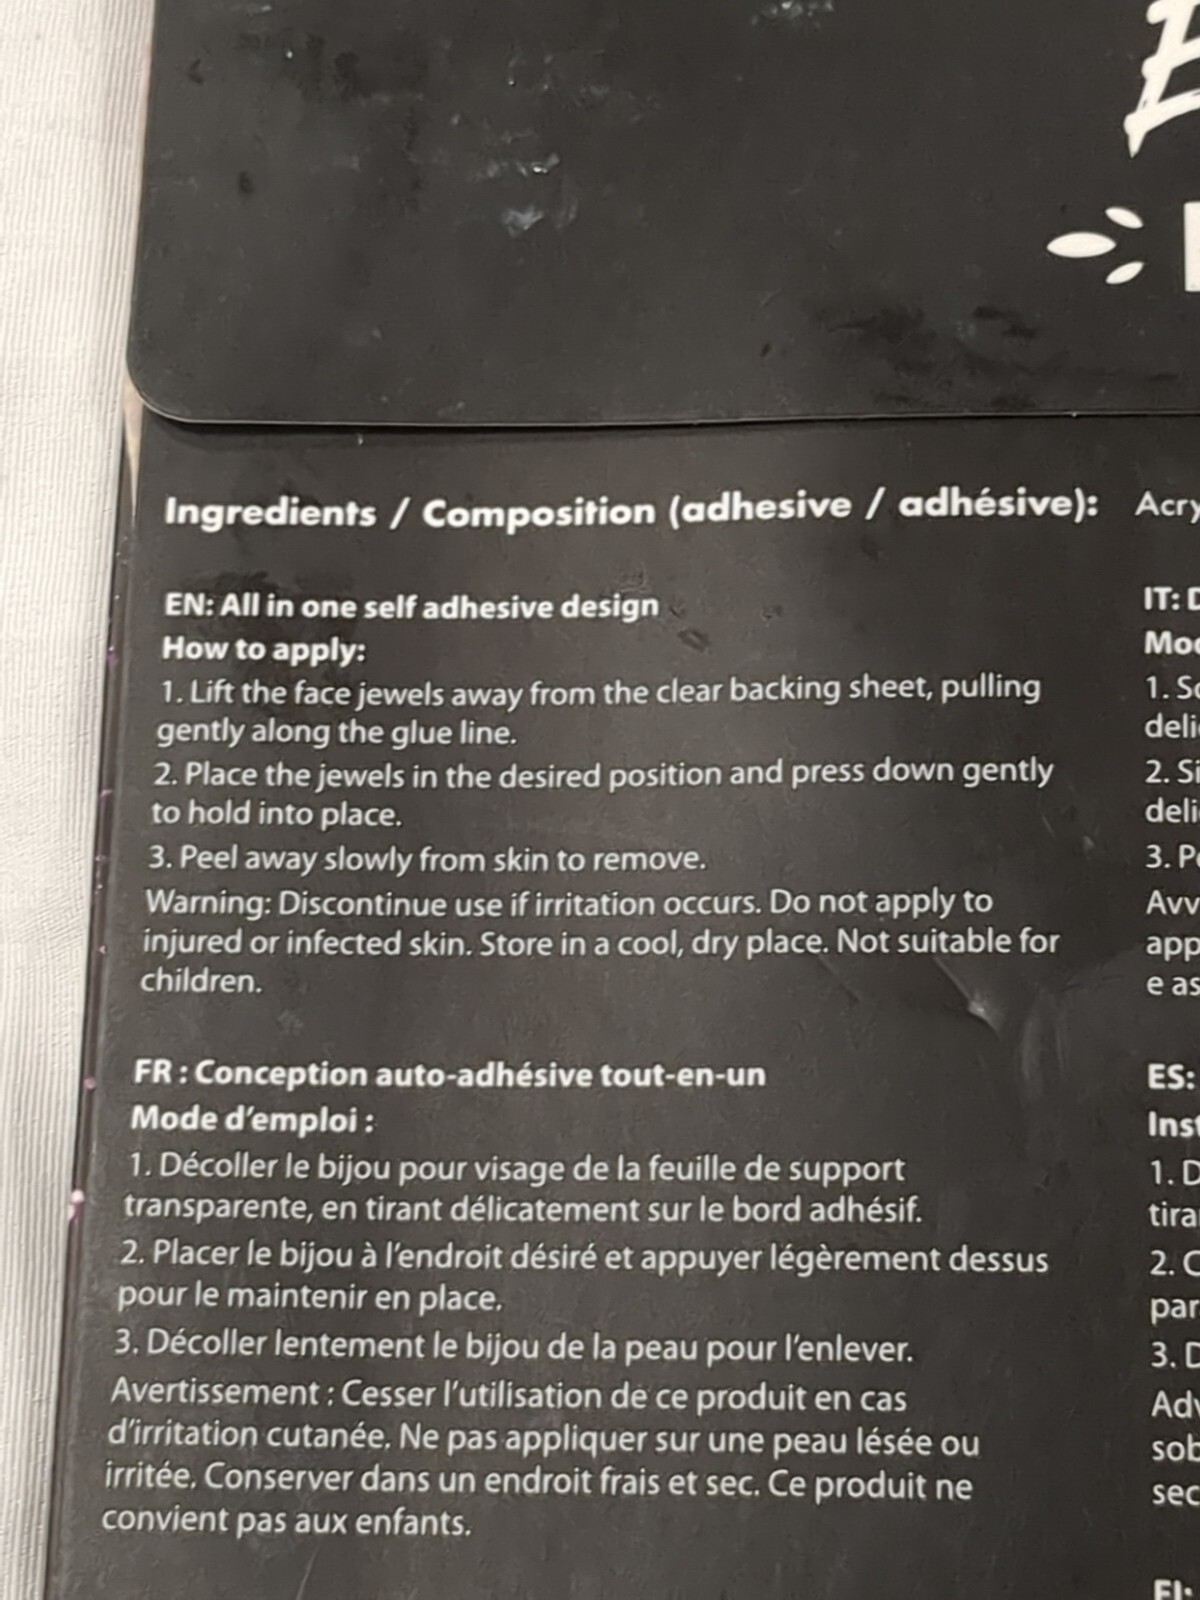 Ingredients / Composition (adhesive / adhésive):
EN: All in one self adhesive design
How to apply:
1. Lift the face jewels away from the clear backing sheet, pulling
gently along the glue line.
2. Place the jewels in the desired position and press down gently
to hold into place.
3. Peel away slowly from skin to remove.
Warning: Discontinue use if irritation occurs. Do not apply to
injured or infected skin. Store in a cool, dry place. Not suitable for
children.
FR : Conception auto-adhésive tout-en-un
Mode d’emploi :
1. Décoller le bijou pour visage de la feuille de support
transparente, en tirant délicatement sur le bord adhésif.
2. Placer le bijou à l’endroit désiré et appuyer légèrement dessus
pour le maintenir en place.
3. Décoller lentement le bijou de la peau pour l’enlever.
Avertissement : Cesser l’utilisation de ce produit en cas
d’irritation cutanée. Ne pas appliquer sur une peau lésée ou
irritée. Conserver dans un endroit frais et sec. Ce produit ne
convient pas aux enfants.
IT:
1.
2.
3.
e
ES:
1.
2.
3.